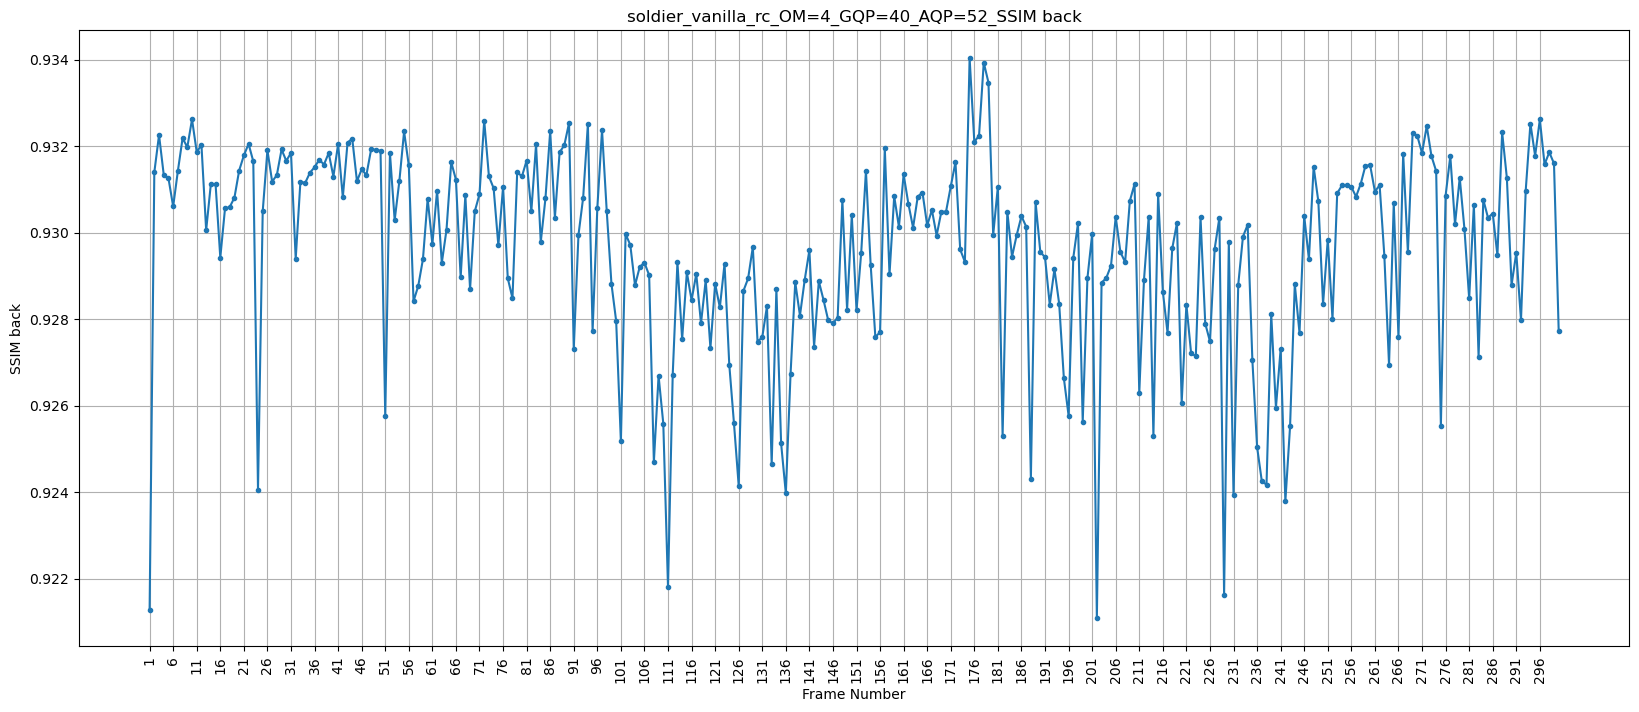 soldier_vanilla_rc_OM=4_GQP=40_AQP=52_SSIM back
SSIM back
0.934
0.932
0.930
0.928
0.926
0.924
0.922
1 6 11 16 21 26 31 36 41 46 51 56 61 66 71 76 81 86 91 96 101 106 111 116 121 126 131 136 141 146 151 156 161 166 171 176 181 186 191 196 201 206 211 216 221 226 231 236 241 246 251 256 261 266 271 276 281 286 291 296
Frame Number